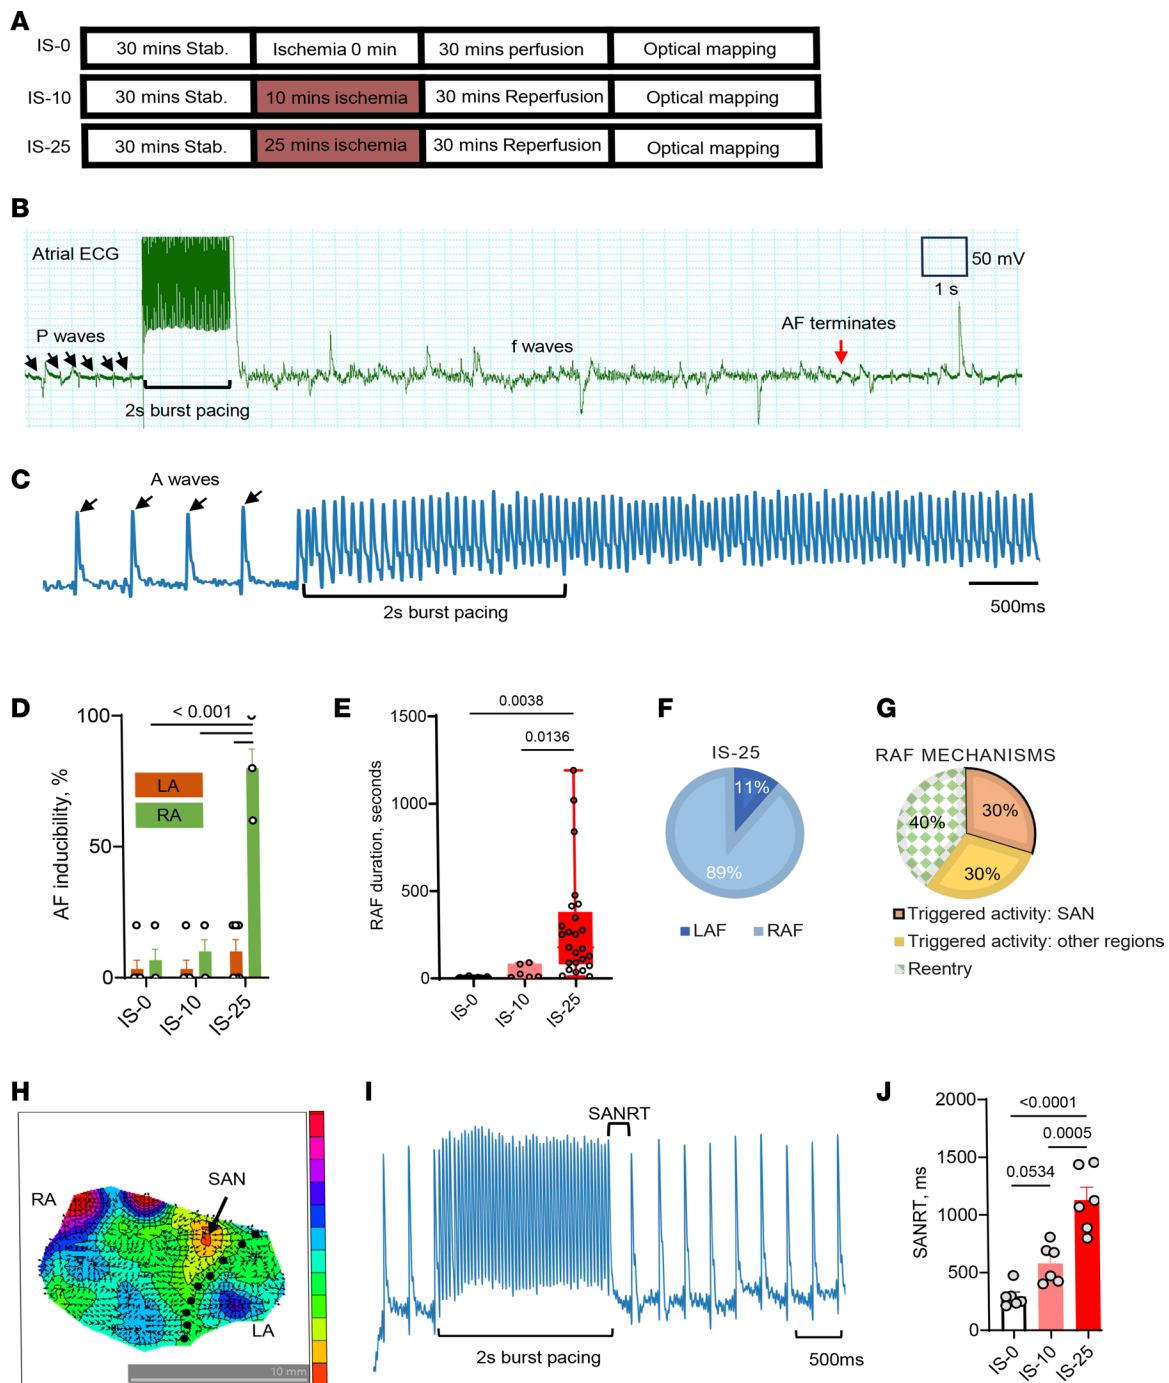 A
IS-0
30 mins Stab.
Ischemia 0 min
30 mins perfusion
Optical mapping
IS-10
30 mins Stab.
10 mins ischemia
30 mins Reperfusion
Optical mapping
IS-25
30 mins Stab.
25 mins ischemia
30 mins Reperfusion
Optical mapping
B
Atrial ECG
50 mV
1 s
P waves
f waves
AF terminates
2s burst pacing
C
A waves
2s burst pacing
500ms
D
AF inducibility, %
100
50
0
< 0.001
LA
RA
IS-0
IS-10
IS-25
E
RAF duration, seconds
1500
1000
500
0
0.0038
0.0136
IS-0
IS-10
IS-25
F
IS-25
11%
89%
LAF
RAF
G
RAF MECHANISMS
40%
30%
30%
Triggered activity: SAN
Triggered activity: other regions
Reentry
H
RA
SAN
LA
10 mm
I
SANRT
2s burst pacing
500ms
J
SANRT, ms
2000
1500
1000
500
0
<0.0001
0.0005
0.0534
IS-0
IS-10
IS-25